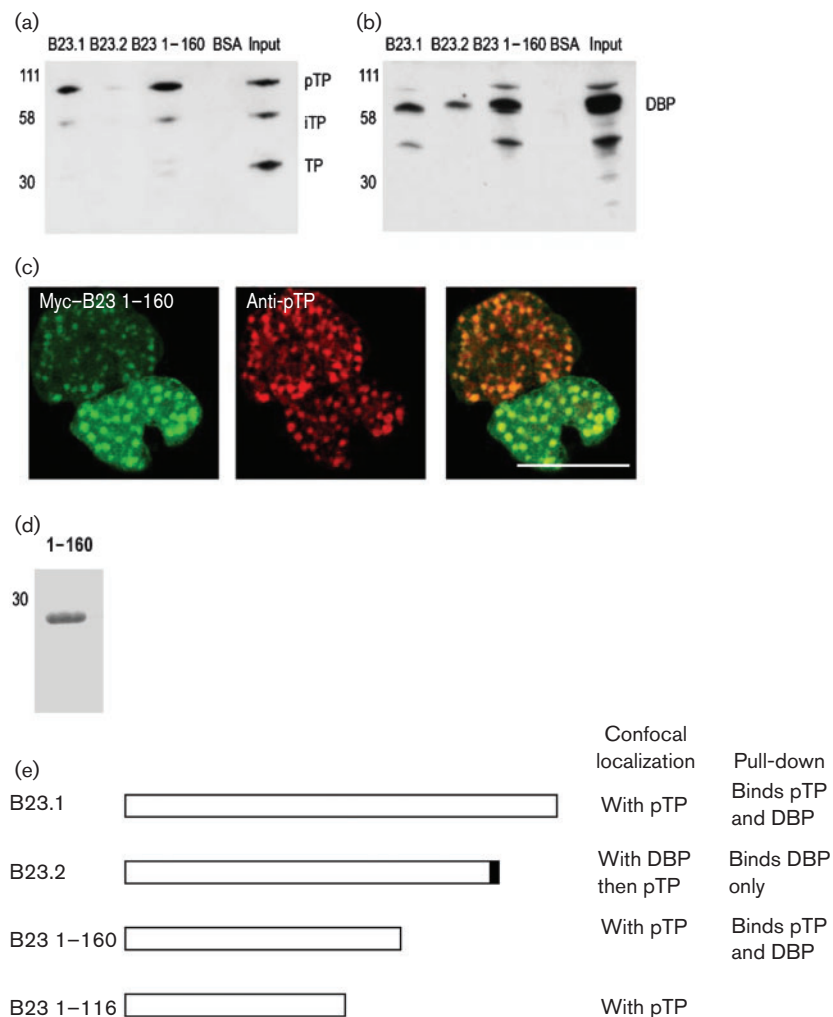 (a)
B23.1 B23.2 B23 1–160 BSA Input
111
58
30
pTP
iTP
TP
(b)
B23.1 B23.2 B23 1–160 BSA Input
111
58
30
DBP
(c)
Myc–B23 1–160
Anti-pTP
(d)
1–160
30
(e)
Confocal
localization
Pull-down
B23.1
With pTP
Binds pTP
and DBP
B23.2
With DBP
then pTP
Binds DBP
only
B23 1–160
With pTP
Binds pTP
and DBP
B23 1–116
With pTP